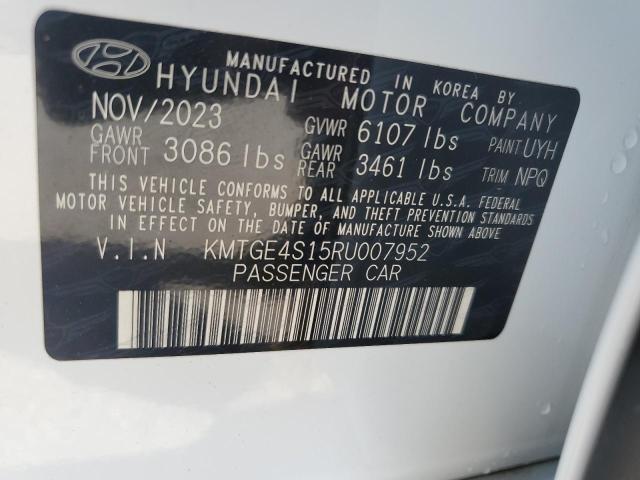 MANUFACTURED IN KOREA BY
HYUNDAI MOTOR COMPANY
NOV/2023 GVWR 6107 lbs PAINT UYH
GAWR FRONT 3086 lbs GAWR REAR 3461 lbs TRIM NPQ
THIS VEHICLE CONFORMS TO ALL APPLICABLE U.S.A. FEDERAL
MOTOR VEHICLE SAFETY, BUMPER, AND THEFT PREVENTION STANDARDS
IN EFFECT ON THE DATE OF MANUFACTURE SHOWN ABOVE.
V.I.N KMTGE4S15RU007952
PASSENGER CAR